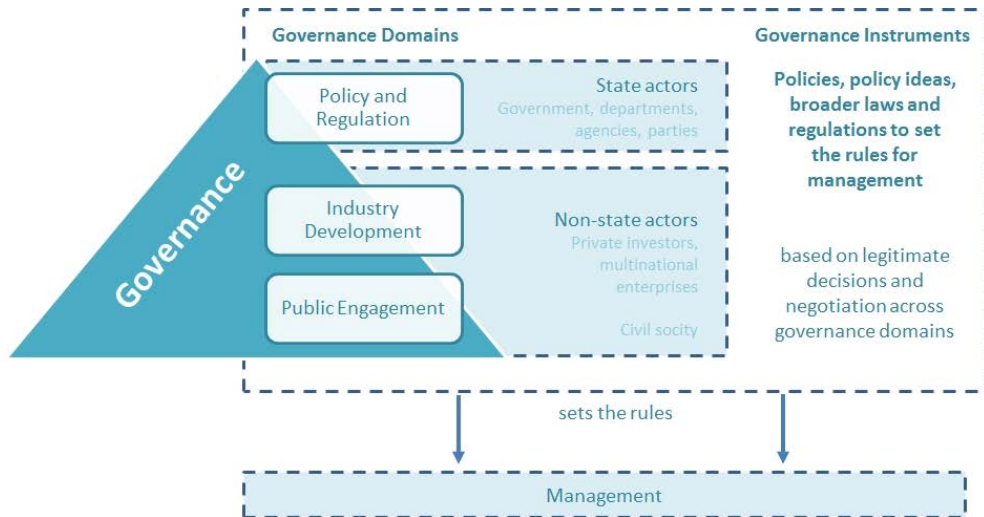 Governance Domains
Governance Instruments
Governance
Policy and
Regulation
State actors
Government, departments,
agencies, parties
Policies, policy ideas,
broader laws and
regulations to set
the rules for
management
Industry
Development
Non-state actors
Private investors,
multinational
enterprises
Public Engagement
Civil socity
based on legitimate
decisions and
negotiation across
governance domains
sets the rules
Management